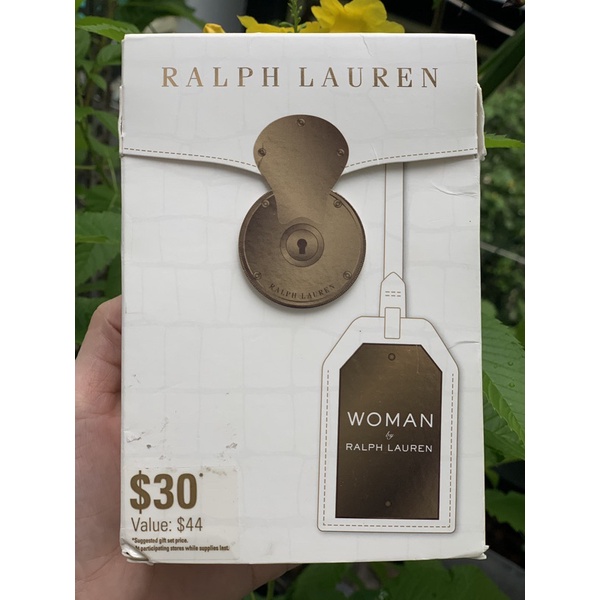 RALPH LAUREN
RALPH LAUREN
WOMAN
by
RALPH LAUREN
$30*
Value: $44
*Suggested gift set price.
At participating stores while supplies last.